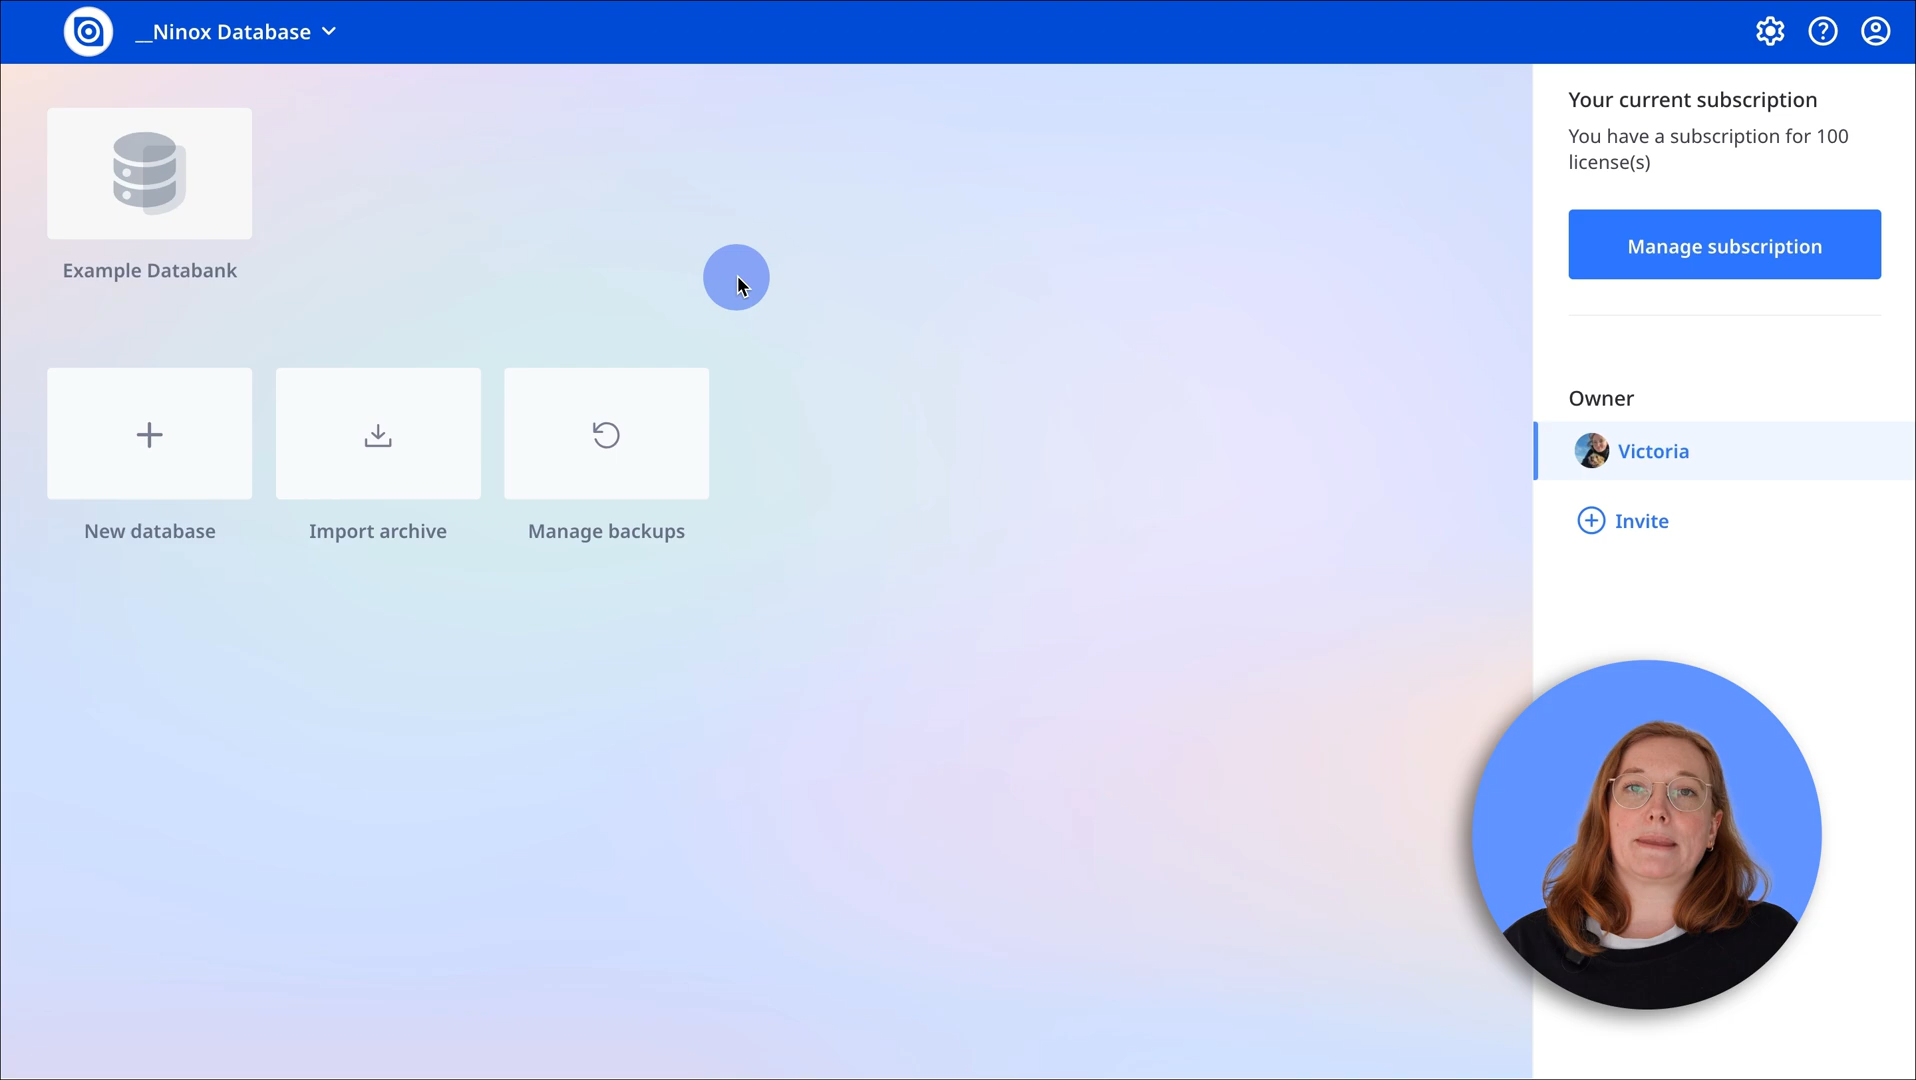 __Ninox Database
Example Databank
New database
Import archive
Manage backups
Your current subscription
You have a subscription for 100
license(s)
Manage subscription
Owner
Victoria
Invite